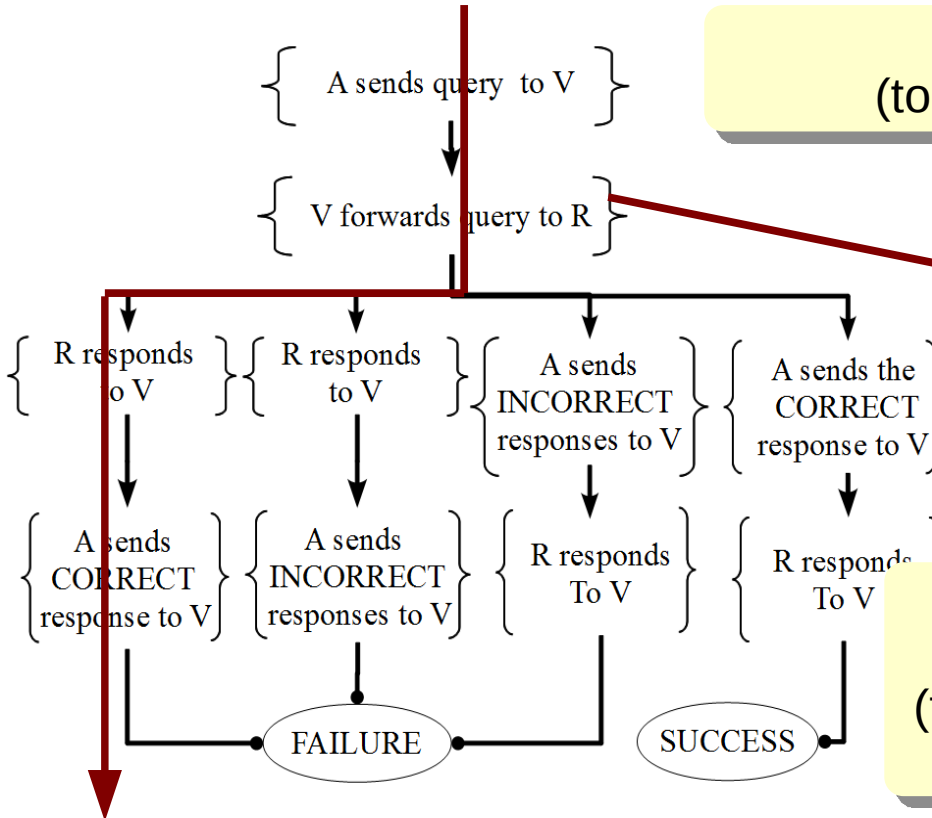 A sends query to V
(to
V forwards query to R
R responds
to V
R responds
to V
A sends
INCORRECT
responses to V
A sends the
CORRECT
response to V
A sends
CORRECT
response to V
A sends
INCORRECT
responses to V
R responds
To V
R responds
To V
FAILURE
SUCCESS